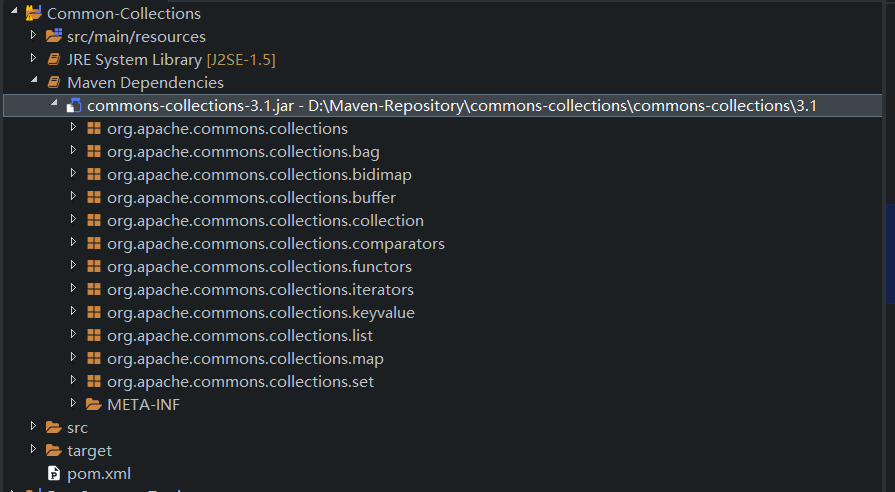 Common-Collections
src/main/resources
JRE System Library [J2SE-1.5]
Maven Dependencies
commons-collections-3.1.jar - D:\Maven-Repository\commons-collections\commons-collections\3.1
org.apache.commons.collections
org.apache.commons.collections.bag
org.apache.commons.collections.bidimap
org.apache.commons.collections.buffer
org.apache.commons.collections.collection
org.apache.commons.collections.comparators
org.apache.commons.collections.functors
org.apache.commons.collections.iterators
org.apache.commons.collections.keyvalue
org.apache.commons.collections.list
org.apache.commons.collections.map
org.apache.commons.collections.set
META-INF
src
target
pom.xml